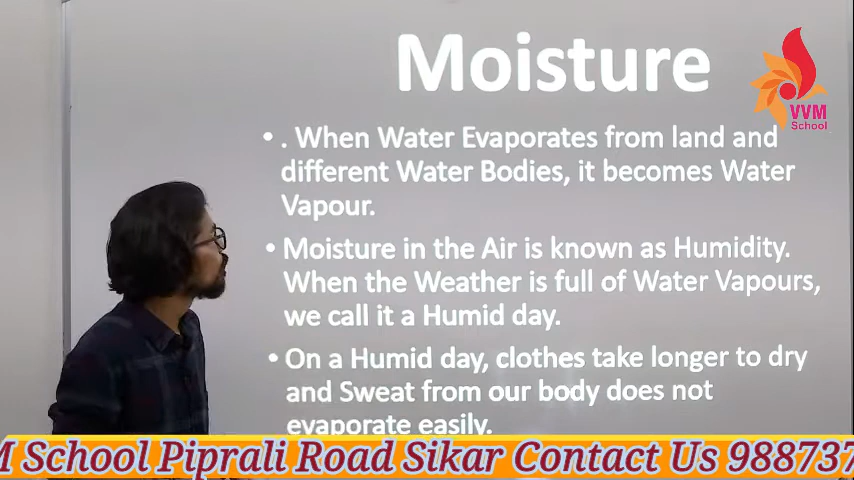 Moisture
VVM
School
• . When Water Evaporates from land and
different Water Bodies, it becomes Water
Vapour.
• Moisture in the Air is known as Humidity.
When the Weather is full of Water Vapours,
we call it a Humid day.
• On a Humid day, clothes take longer to dry
and Sweat from our body does not
evaporate easily.
M School Piprali Road Sikar Contact Us 988737